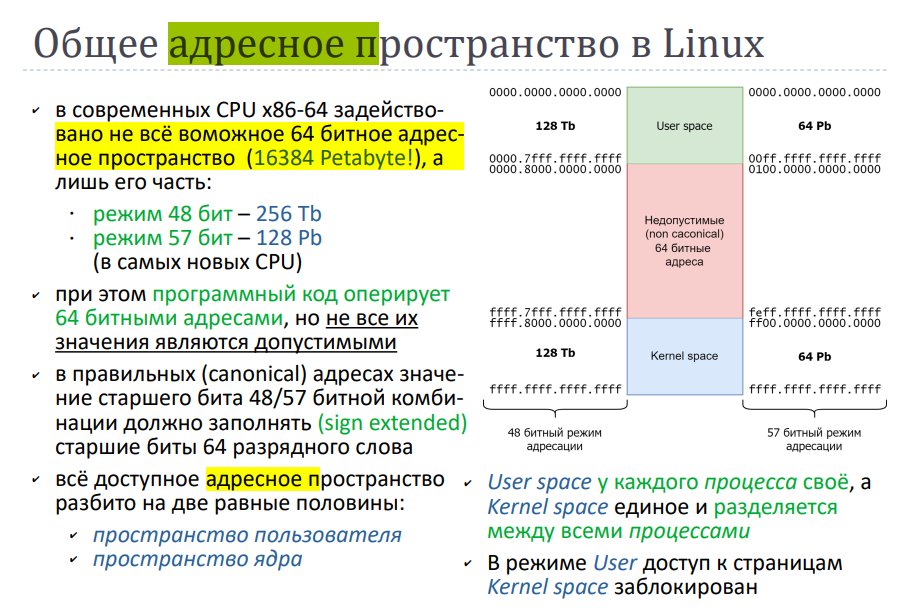 Общее адресное пространство в Linux
в современных CPU x86-64 задейство-
вано не всё воможное 64 битное адрес-
ное пространство (16384 Petabyte!), а
лишь его часть:
режим 48 бит – 256 Tb
режим 57 бит – 128 Pb
(в самых новых CPU)
при этом программный код оперирует
64 битными адресами, но не все их
значения являются допустимыми
в правильных (canonical) адресах значе-
ние старшего бита 48/57 битной комби-
нации должно заполнять (sign extended)
старшие биты 64 разрядного слова
всё доступное адресное пространство
разбито на две равные половины:
пространство пользователя
пространство ядра
0000.0000.0000.0000
0000.0000.0000.0000
128 Tb
User space
64 Pb
0000.7fff.ffff.ffff
00ff.ffff.ffff.ffff
0000.8000.0000.0000
0100.0000.0000.0000
Недопустимые
(non caconical)
64 битные
адреса
ffff.7fff.ffff.ffff
feff.ffff.ffff.ffff
ffff.8000.0000.0000
ff00.0000.0000.0000
128 Tb
Kernel space
64 Pb
ffff.ffff.ffff.ffff
ffff.ffff.ffff.ffff
48 битный режим
адресации
57 битный режим
адресации
User space у каждого процесса своё, а
Kernel space единое и разделяется
между всеми процессами
В режиме User доступ к страницам
Kernel space заблокирован